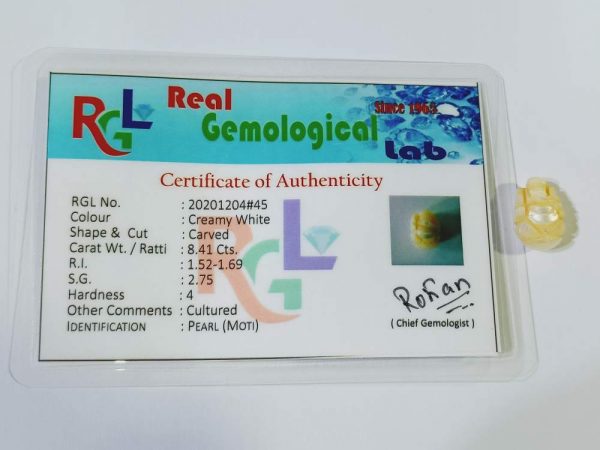 RGL
Real
Since 1963
Gemological
Lab
Certificate of Authenticity
RGL No. : 20201204#45
Colour : Creamy White
Shape & Cut : Carved
Carat Wt. / Ratti : 8.41 Cts.
R.I. : 1.52-1.69
S.G. : 2.75
Hardness : 4
Other Comments : Cultured
IDENTIFICATION : PEARL (MOTI)
RGL
( Chief Gemologist )